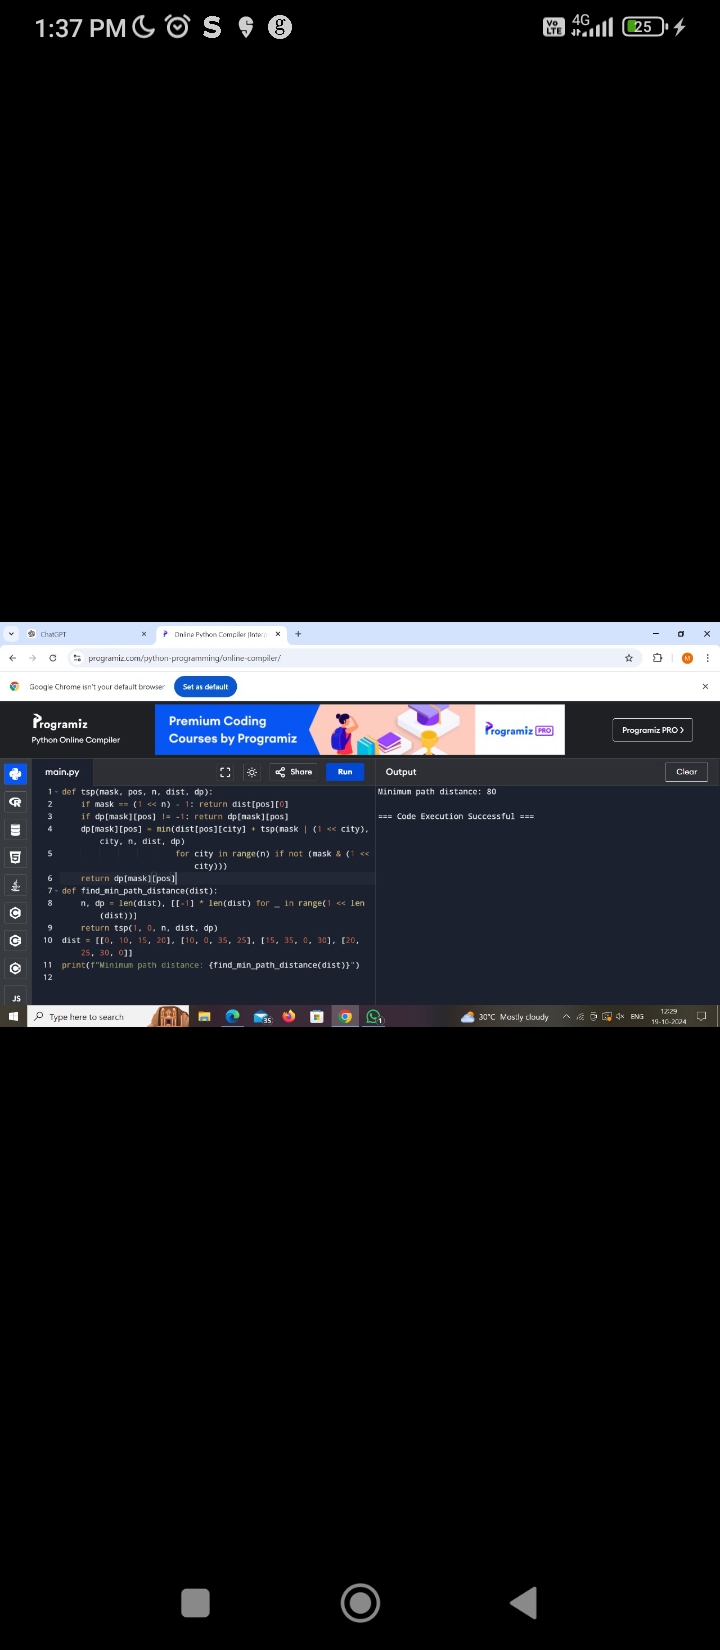 1:37 PM S g Vo LTE 4G 25
ChatGPT × Online Python Compiler (Inter × +
programiz.com/python-programming/online-compiler/
Google Chrome isn't your default browser Set as default ×
Programiz
Python Online Compiler
Premium Coding
Courses by Programiz
Programiz PRO
Programiz PRO >
main.py Share Run Output Clear
1 def tsp(mask, pos, n, dist, dp):
2 if mask == (1 << n) - 1: return dist[pos][0]
3 if dp[mask][pos] != -1: return dp[mask][pos]
4 dp[mask][pos] = min(dist[pos][city] + tsp(mask | (1 << city),
city, n, dist, dp)
5 for city in range(n) if not (mask & (1 <<
city)))
6 return dp[mask][pos]
7 def find_min_path_distance(dist):
8 n, dp = len(dist), [[-1] * len(dist) for _ in range(1 << len
(dist))]
9 return tsp(1, 0, n, dist, dp)
10 dist = [[0, 10, 15, 20], [10, 0, 35, 25], [15, 35, 0, 30], [20,
25, 30, 0]]
11 print(f"Minimum path distance: {find_min_path_distance(dist)}")
12
Minimum path distance: 80
=== Code Execution Successful ===
JS
Type here to search 35 1 30°C Mostly cloudy ENG 12:29
19-10-2024